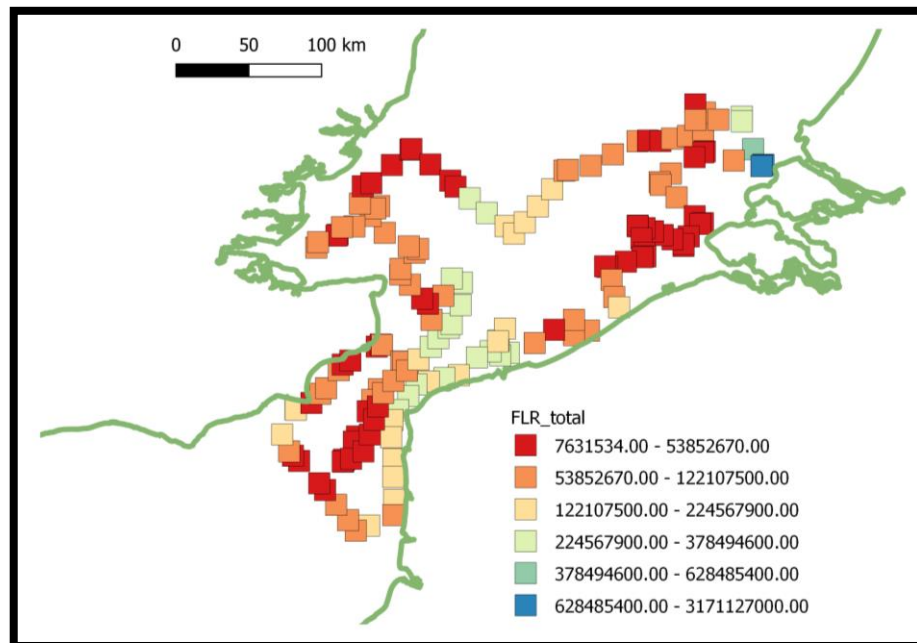 0 50 100 km
FLR_total
7631534.00 - 53852670.00
53852670.00 - 122107500.00
122107500.00 - 224567900.00
224567900.00 - 378494600.00
378494600.00 - 628485400.00
628485400.00 - 3171127000.00